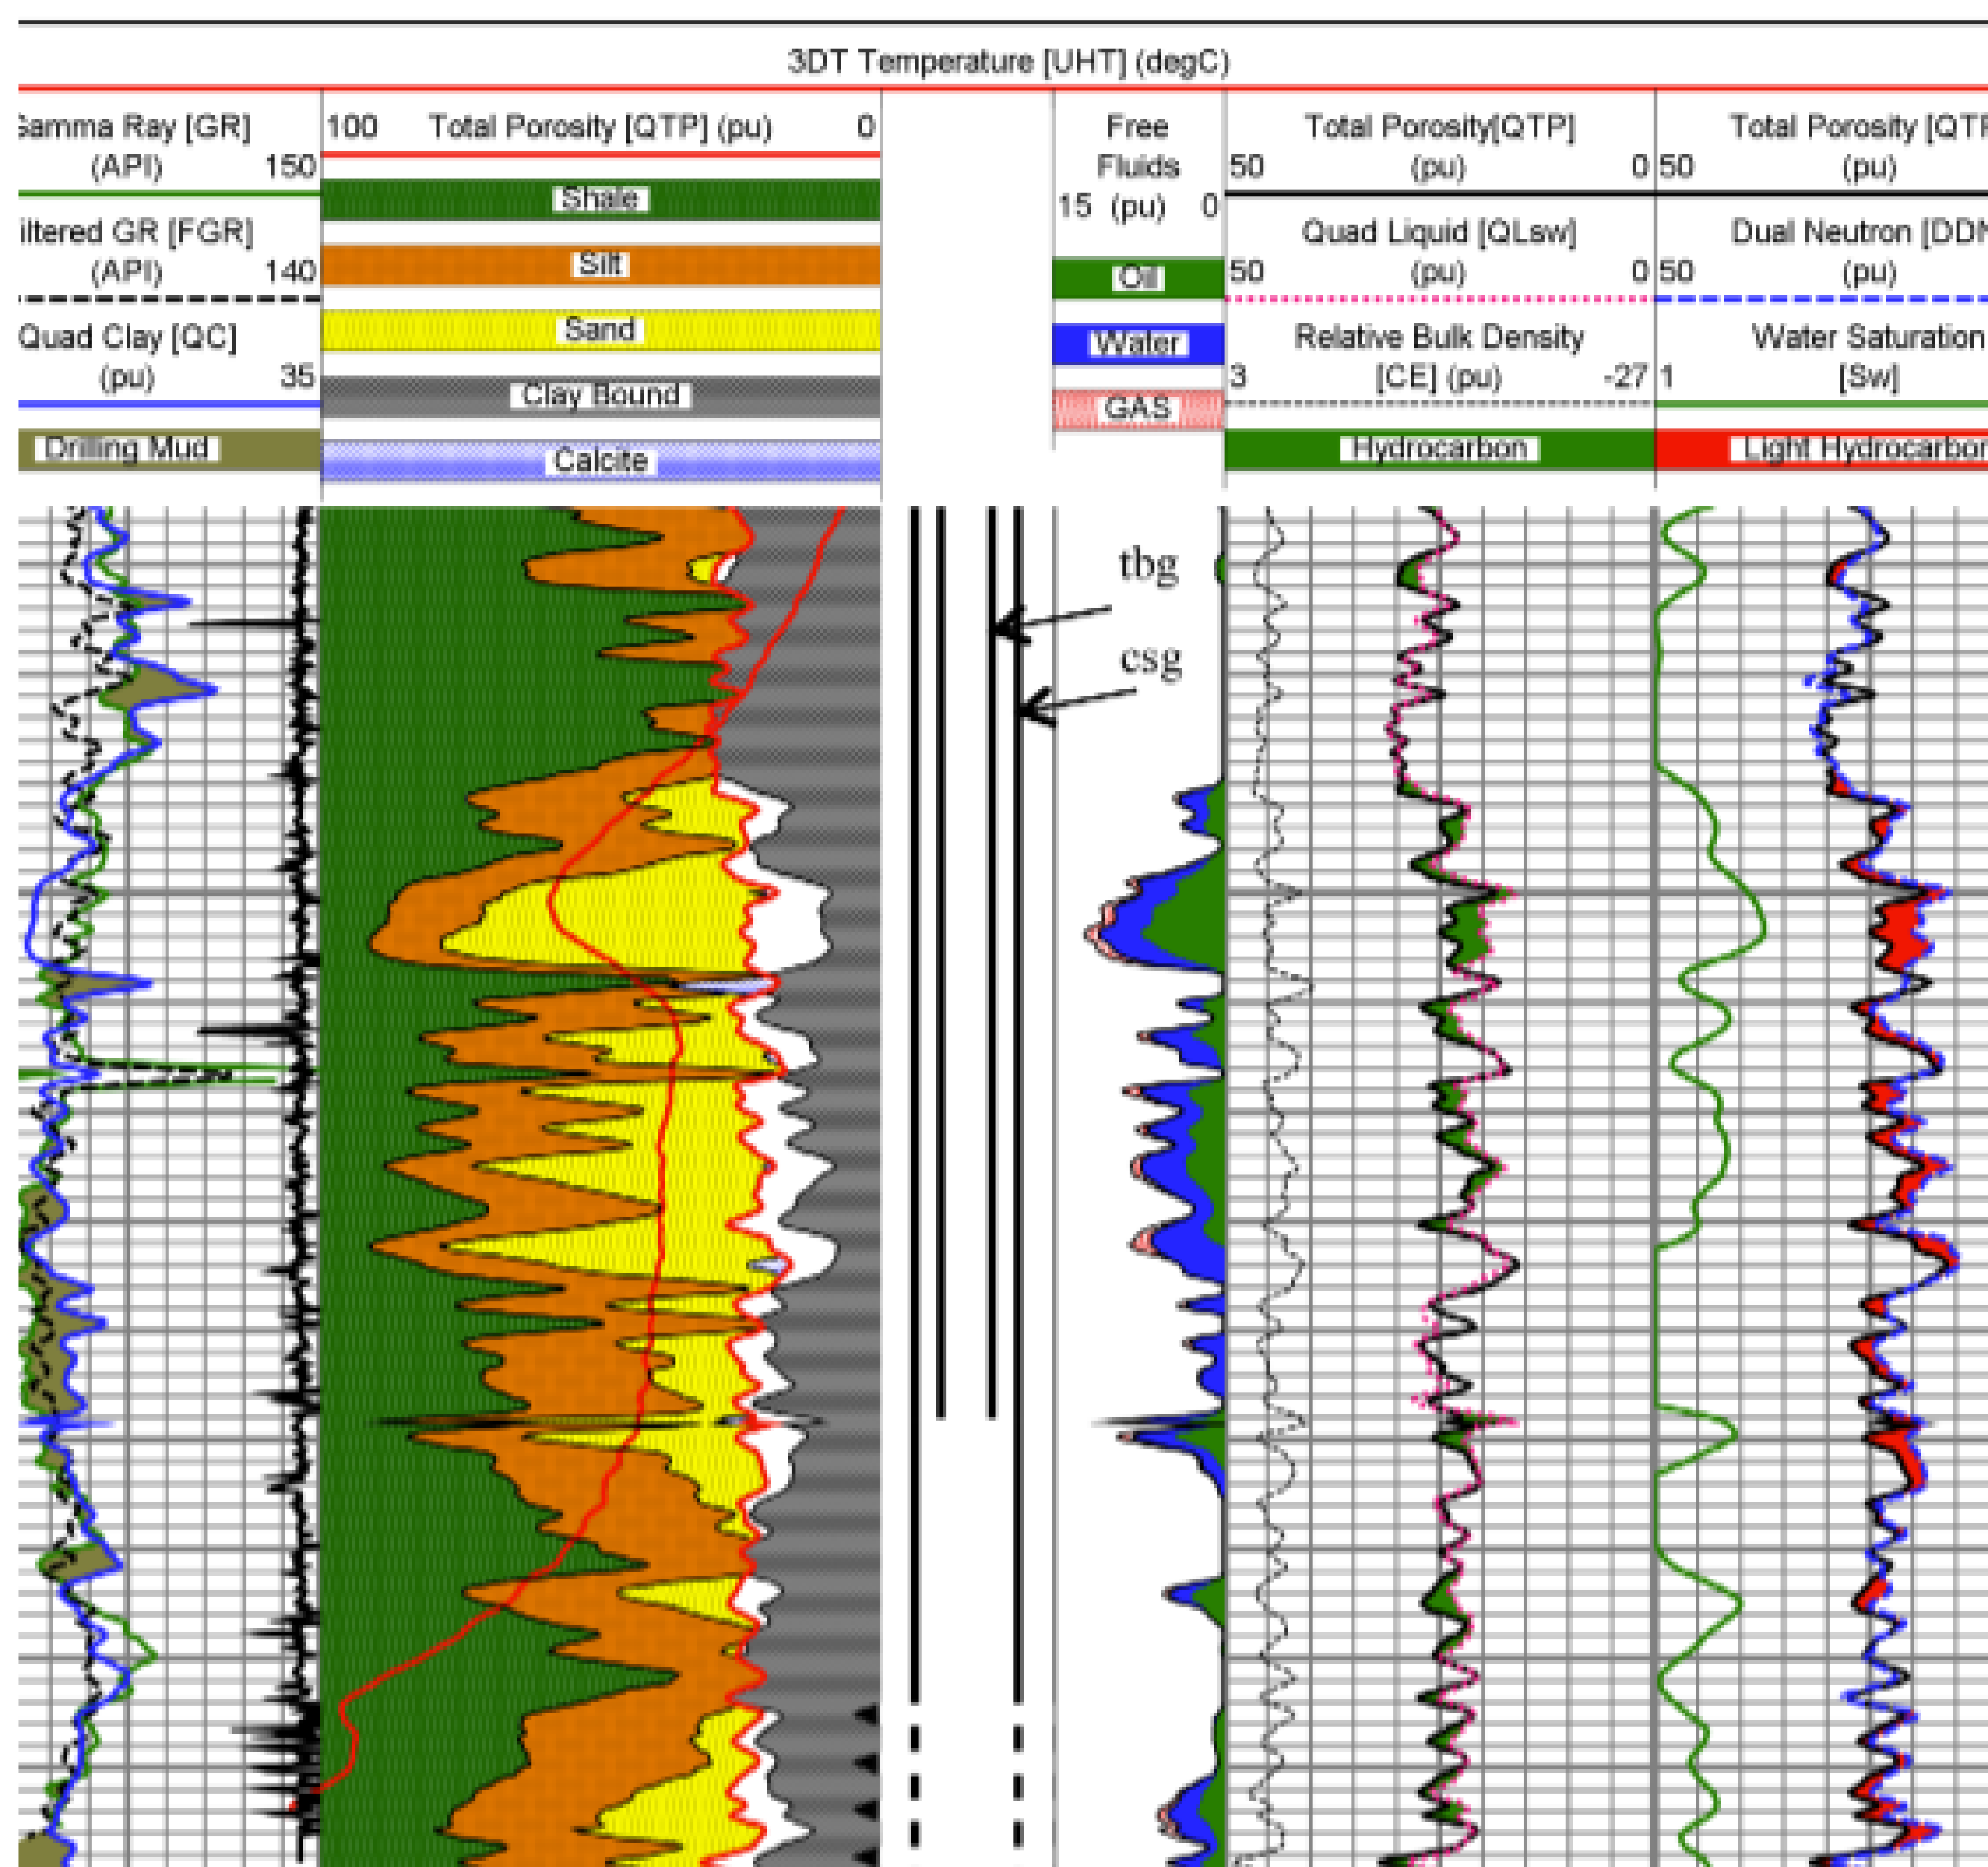 3DT Temperature [UHT] (degC)
Gamma Ray [GR]
(API) 150
iltered GR [FGR]
(API) 140
Quad Clay [QC]
(pu) 35
Drilling Mud
100 Total Porosity [QTP] (pu) 0
Shale
Silt
Sand
Clay Bound
Calcite
Free
Fluids
15 (pu) 0
Oil
Water
GAS
Total Porosity[QTP]
50 (pu) 0
Quad Liquid [QLsw]
50 (pu) 0
Relative Bulk Density
3 [CE] (pu) -27
Hydrocarbon
Total Porosity [QTP
50 (pu)
Dual Neutron [DDN
50 (pu)
Water Saturation
1 [Sw]
Light Hydrocarbon
tbg
csg